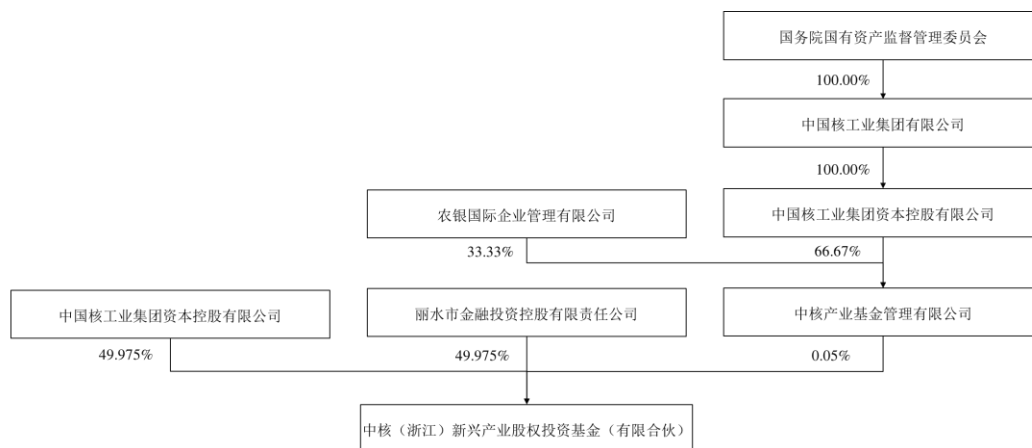 国务院国有资产监督管理委员会
100.00%
中国核工业集团有限公司
100.00%
农银国际企业管理有限公司
中国核工业集团资本控股有限公司
33.33%
66.67%
中国核工业集团资本控股有限公司
丽水市金融投资控股有限责任公司
中核产业基金管理有限公司
49.975%
49.975%
0.05%
中核（浙江）新兴产业股权投资基金（有限合伙）